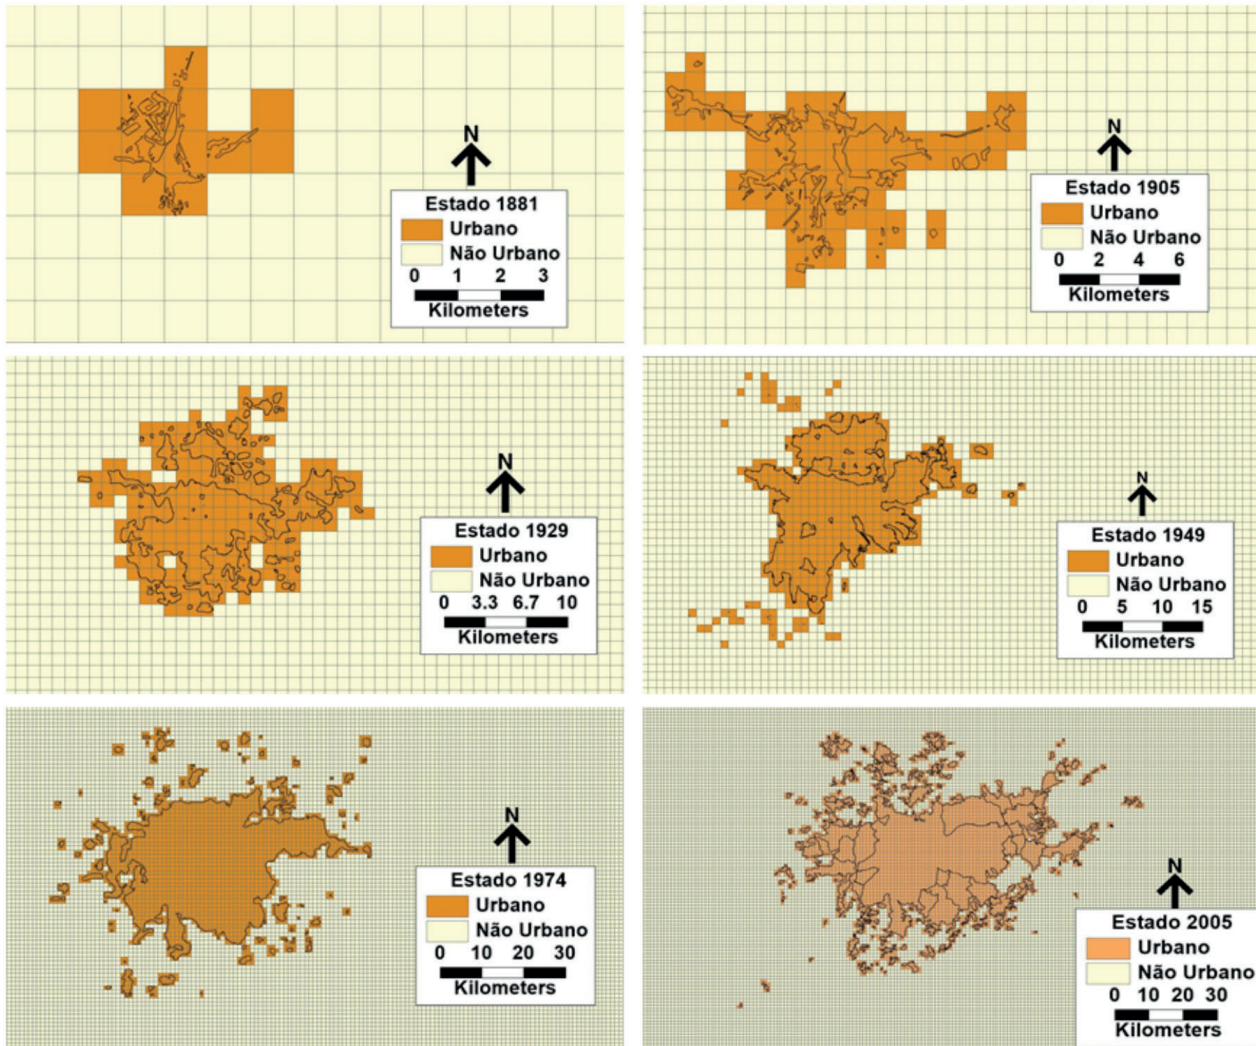 N
Estado 1881
Urbano
Não Urbano
0 1 2 3
Kilometers
N
Estado 1905
Urbano
Não Urbano
0 2 4 6
Kilometers
N
Estado 1929
Urbano
Não Urbano
0 3.3 6.7 10
Kilometers
N
Estado 1949
Urbano
Não Urbano
0 5 10 15
Kilometers
N
Estado 1974
Urbano
Não Urbano
0 10 20 30
Kilometers
N
Estado 2005
Urbano
Não Urbano
0 10 20 30
Kilometers